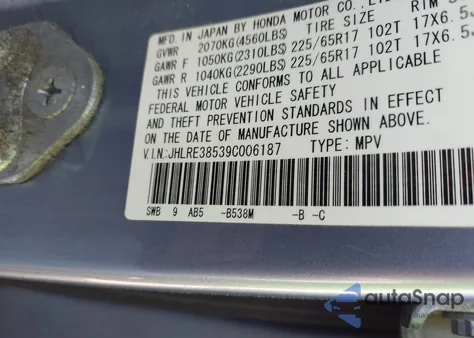 MFD. IN JAPAN BY HONDA MOTOR CO.,
TIRE SIZE RIM
GVWR 2070KG(4560LBS)
GAWR F 1050KG(2310LBS) 225/65R17 102T 17X6.5J
GAWR R 1040KG(2290LBS) 225/65R17 102T 17X6.5
THIS VEHICLE CONFORMS TO ALL APPLICABLE
FEDERAL MOTOR VEHICLE SAFETY
AND THEFT PREVENTION STANDARDS IN EFFECT
ON THE DATE OF MANUFACTURE SHOWN ABOVE.
V.I.N.:JHLRE38539C006187 TYPE: MPV
SWB 9 AB5 -B538M -B -C
autoSnap